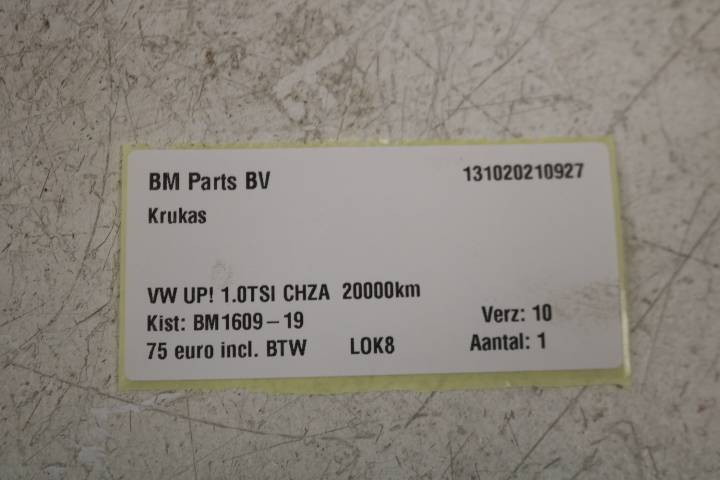 BM Parts BV 131020210927
Krukas
VW UP! 1.0TSI CHZA 20000km
Kist: BM1609-19 Verz: 10
75 euro incl. BTW LOK8 Aantal: 1